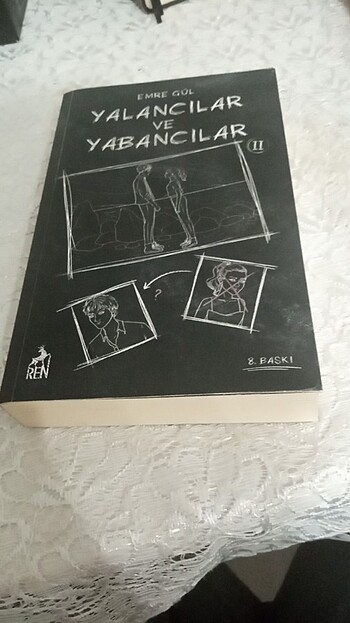 EMRE GÜL
YALANCILAR
VE
YABANCILAR
II
?
8. BASKI
REN